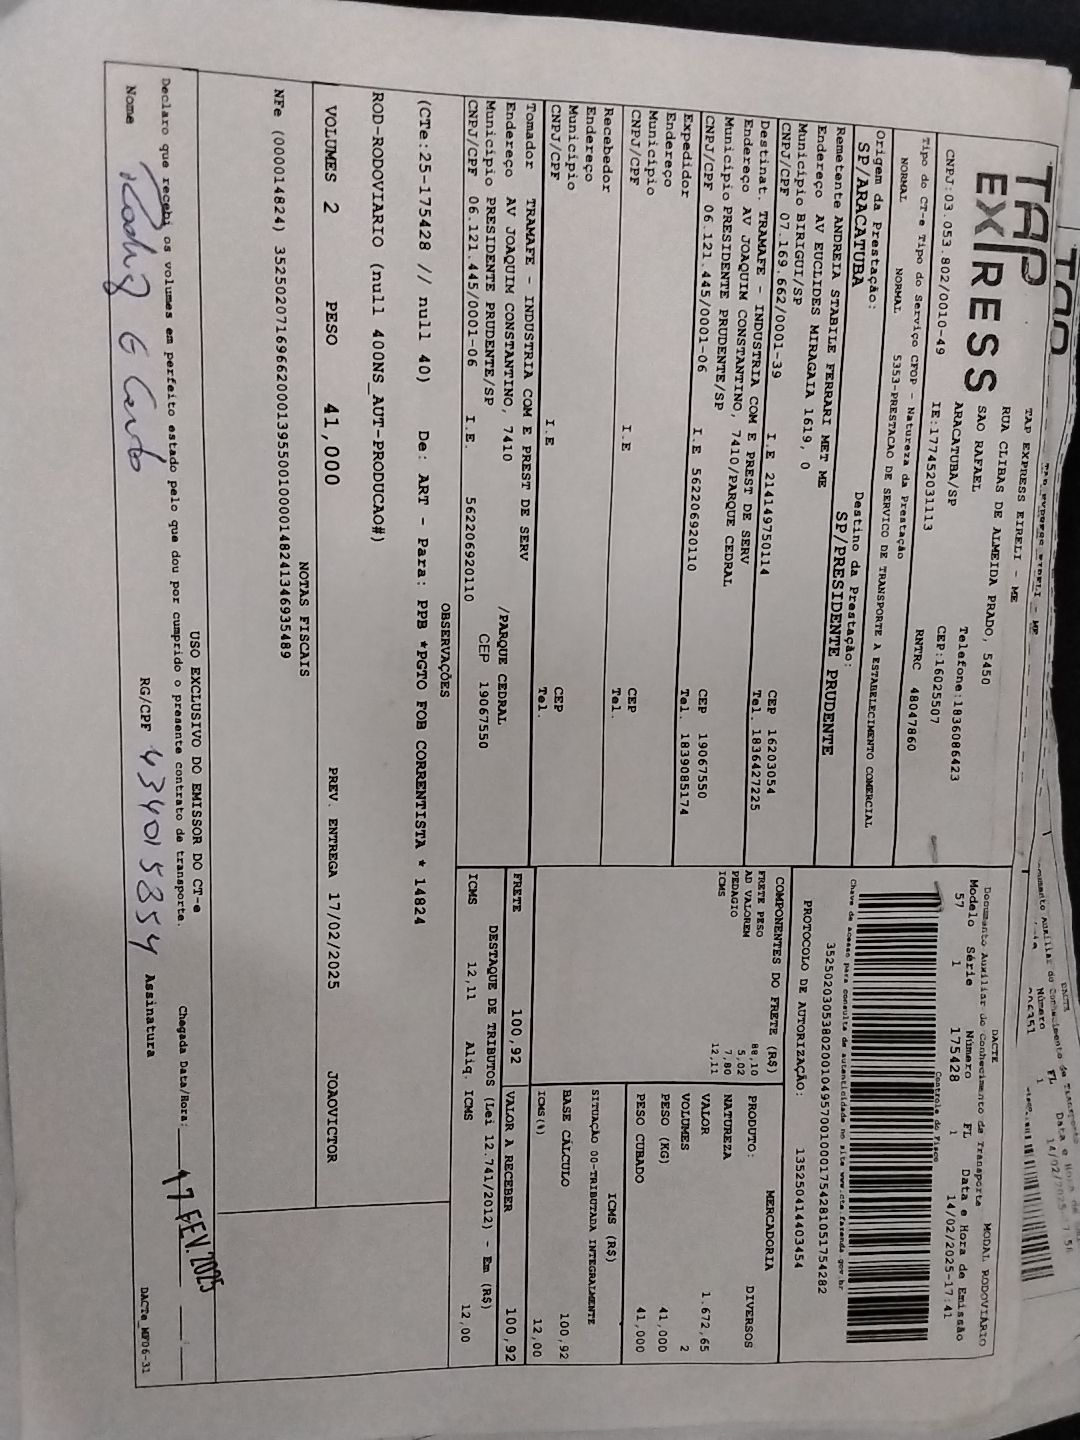 TAP
EXPRESS
TAP EXPRESS EIRELI - ME
RUA CLIBAS DE ALMEIDA PRADO, 5450
SAO RAFAEL
ARACATUBA/SP
Telefone:1836086423
CEP:16025507
CNPJ:03.053.802/0010-49
IE:177452031113
RNTRC 48047860
Tipo do CT-e Tipo do Serviço CFOP - Natureza da Prestação
NORMAL NORMAL 5353-PRESTACAO DE SERVICO DE TRANSPORTE A ESTABELECIMENTO COMERCIAL
Origem da Prestação: Destino da Prestação:
SP/ARACATUBA SP/PRESIDENTE PRUDENTE
DACTE MODAL RODOVIÁRIO
Documento Auxiliar do Conhecimento de Transporte
Modelo Série Número FL Data e Hora de Emissão
57 1 175428 1 14/02/2025-17:41
Controle do Fisco
Chave de acesso para consulta de autenticidade no site www.cte.fazenda.gov.br
PROTOCOLO DE AUTORIZAÇÃO: 135250414403454
Remetente ANDREIA STABILE FERRARI MET ME
Endereço AV EUCLIDES MIRAGAIA 1619, 0
Município BIRIGUI/SP CEP 16203054
CNPJ/CPF 07.169.662/0001-39 I.E 214149750114 Tel. 1836427225
Destinat. TRAMAFE - INDUSTRIA COM E PREST DE SERV
Endereço AV JOAQUIM CONSTANTINO, 7410/PARQUE CEDRAL
Município PRESIDENTE PRUDENTE/SP CEP 19067550
CNPJ/CPF 06.121.445/0001-06 I.E 562206920110 Tel. 1839085174
Expedidor
Endereço
Município CEP
CNPJ/CPF I.E Tel.
Recebedor
Endereço
Município CEP
CNPJ/CPF I.E Tel.
Tomador TRAMAFE - INDUSTRIA COM E PREST DE SERV
Endereço AV JOAQUIM CONSTANTINO, 7410 /PARQUE CEDRAL
Município PRESIDENTE PRUDENTE/SP CEP 19067550
CNPJ/CPF 06.121.445/0001-06 I.E. 562206920110
COMPONENTES DO FRETE (R$)
FRETE PESO 88,10
AD VALOREM 5,02
PEDAGIO 7,80
ICMS 12,11
MERCADORIA
PRODUTO: DIVERSOS
NATUREZA
VALOR 1.672,65
VOLUMES 2
PESO (KG) 41,000
PESO CUBADO 41,000
ICMS (R$)
SITUAÇÃO 00-TRIBUTADA INTEGRALMENTE
BASE CÁLCULO 100,92
ICMS(%) 12,00
FRETE 100,92 VALOR A RECEBER 100,92
DESTAQUE DE TRIBUTOS (Lei 12.741/2012) - Em (R$)
ICMS 12,11 Aliq. ICMS 12,00
OBSERVAÇÕES
(CTe:25-175428 // null 40) De: ART - Para: PPB *PGTO FOB CORRENTISTA * 14824
ROD-RODOVIARIO (null 400NS_AUT-PRODUCAO#)
VOLUMES 2 PESO 41,000 PREV. ENTREGA 17/02/2025 JOAOVICTOR
NOTAS FISCAIS
NFe (000014824)
USO EXCLUSIVO DO EMISSOR DO CT-e
Declaro que recebi os volumes em perfeito estado pelo que dou por cumprido o presente contrato de transporte. Chegada Data/Hora:
17 FEV. 2025
Nome RG/CPF 434015854 Assinatura
DACTe_MF06-31